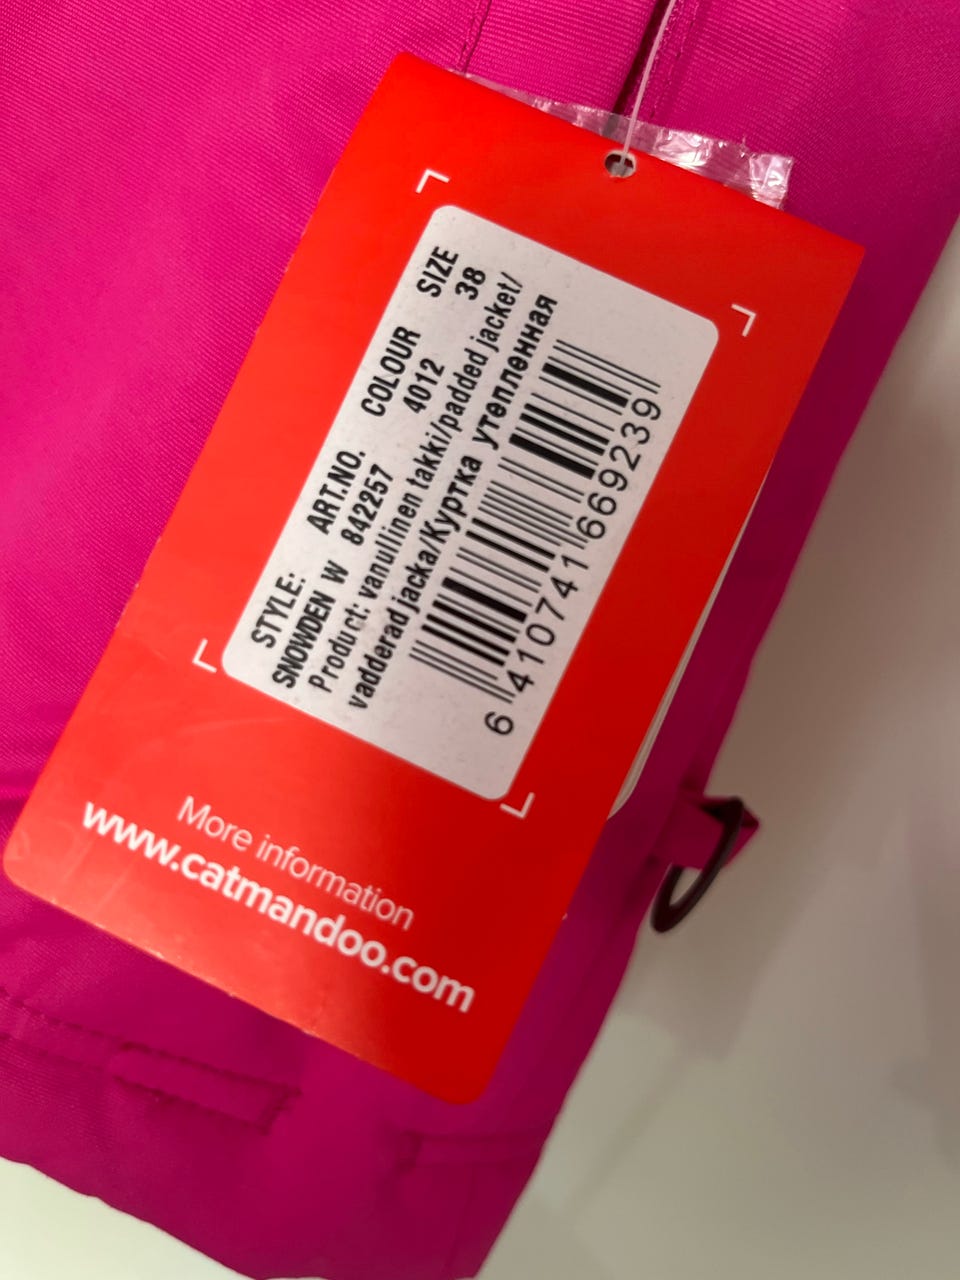 STYLE: ART.NO. COLOUR SIZE
SNOWDEN W 842257 4012 38
Product: vanullinen takki/padded jacket/
vadderad jacka/Куртка утепленная
6 410741 669239
More information
www.catmandoo.com